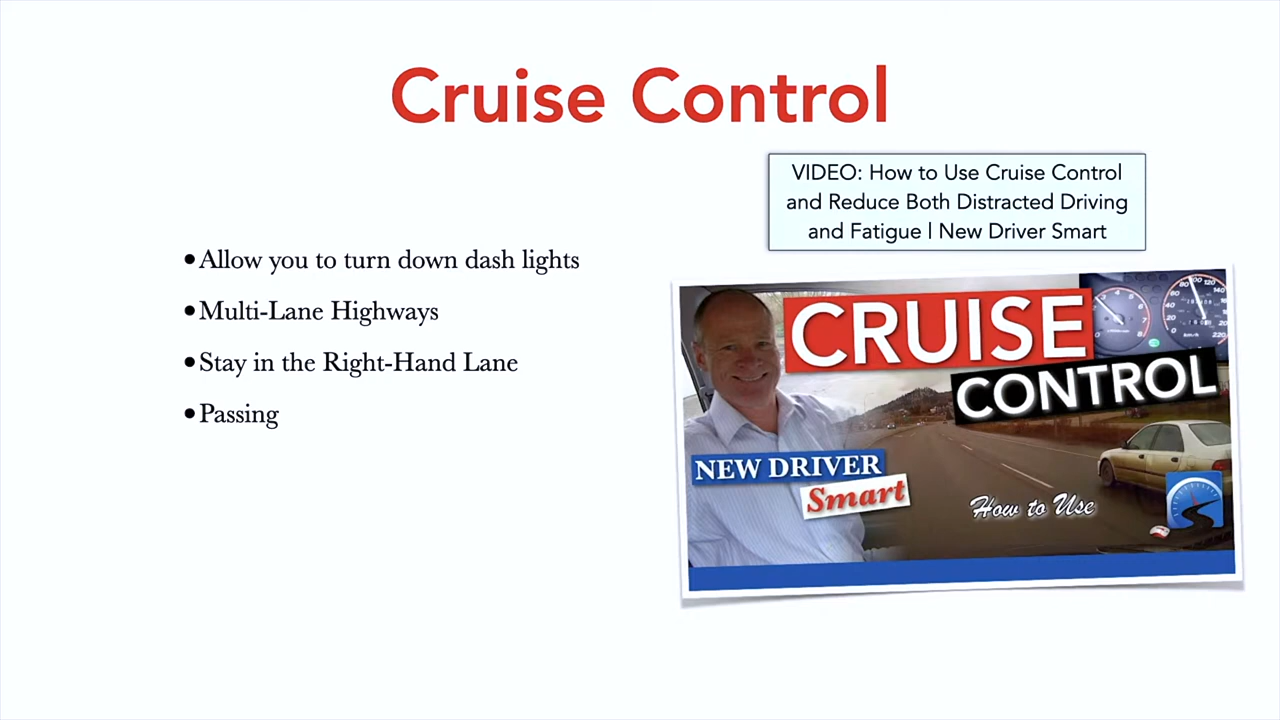 Cruise Control
VIDEO: How to Use Cruise Control
and Reduce Both Distracted Driving
and Fatigue | New Driver Smart
•Allow you to turn down dash lights
•Multi-Lane Highways
•Stay in the Right-Hand Lane
•Passing
CRUISE
CONTROL
NEW DRIVER
Smart
How to Use